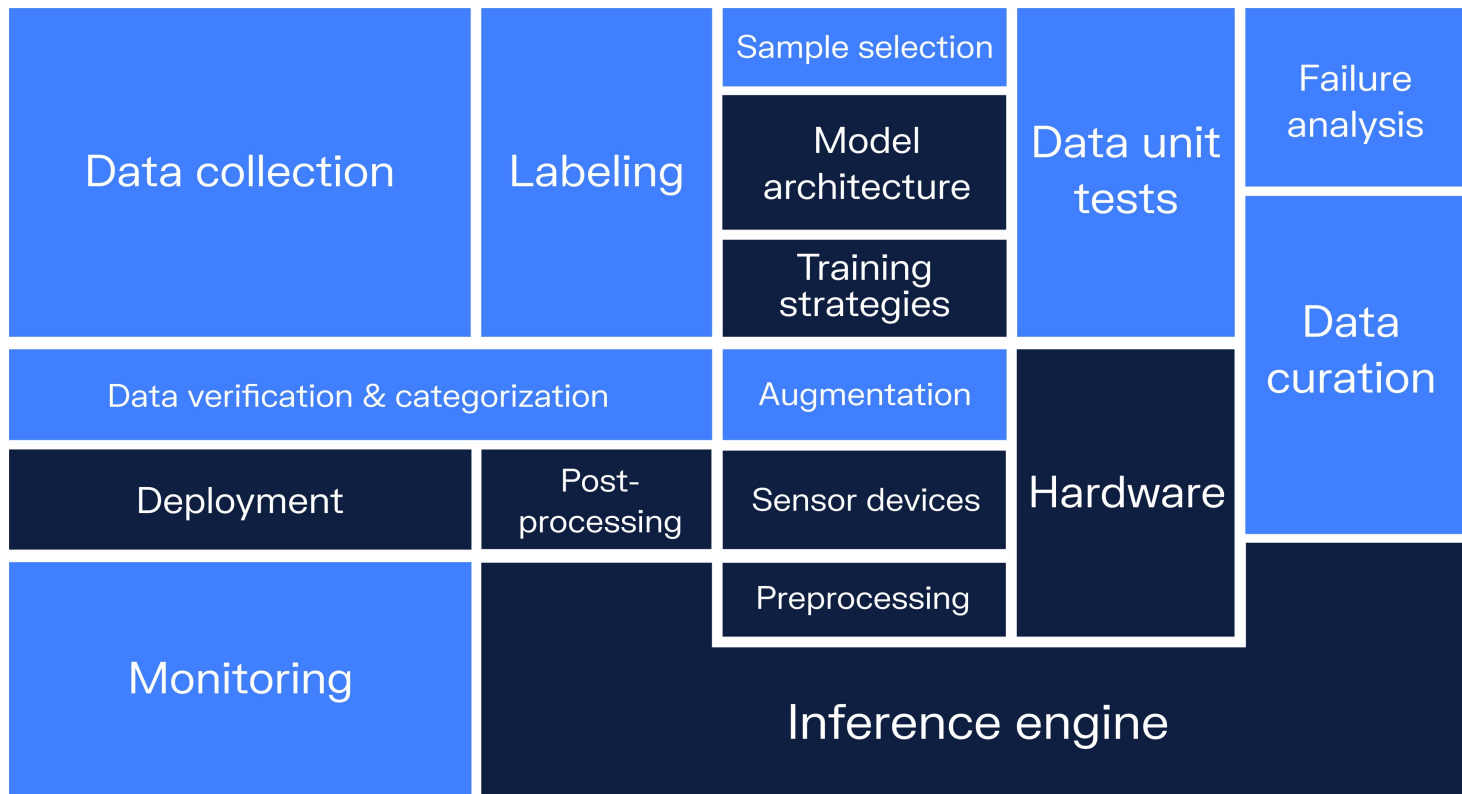 Data collection
Labeling
Sample selection
Model
architecture
Training
strategies
Data unit
tests
Failure
analysis
Data
curation
Data verification & categorization
Augmentation
Hardware
Deployment
Post-
processing
Sensor devices
Preprocessing
Monitoring
Inference engine